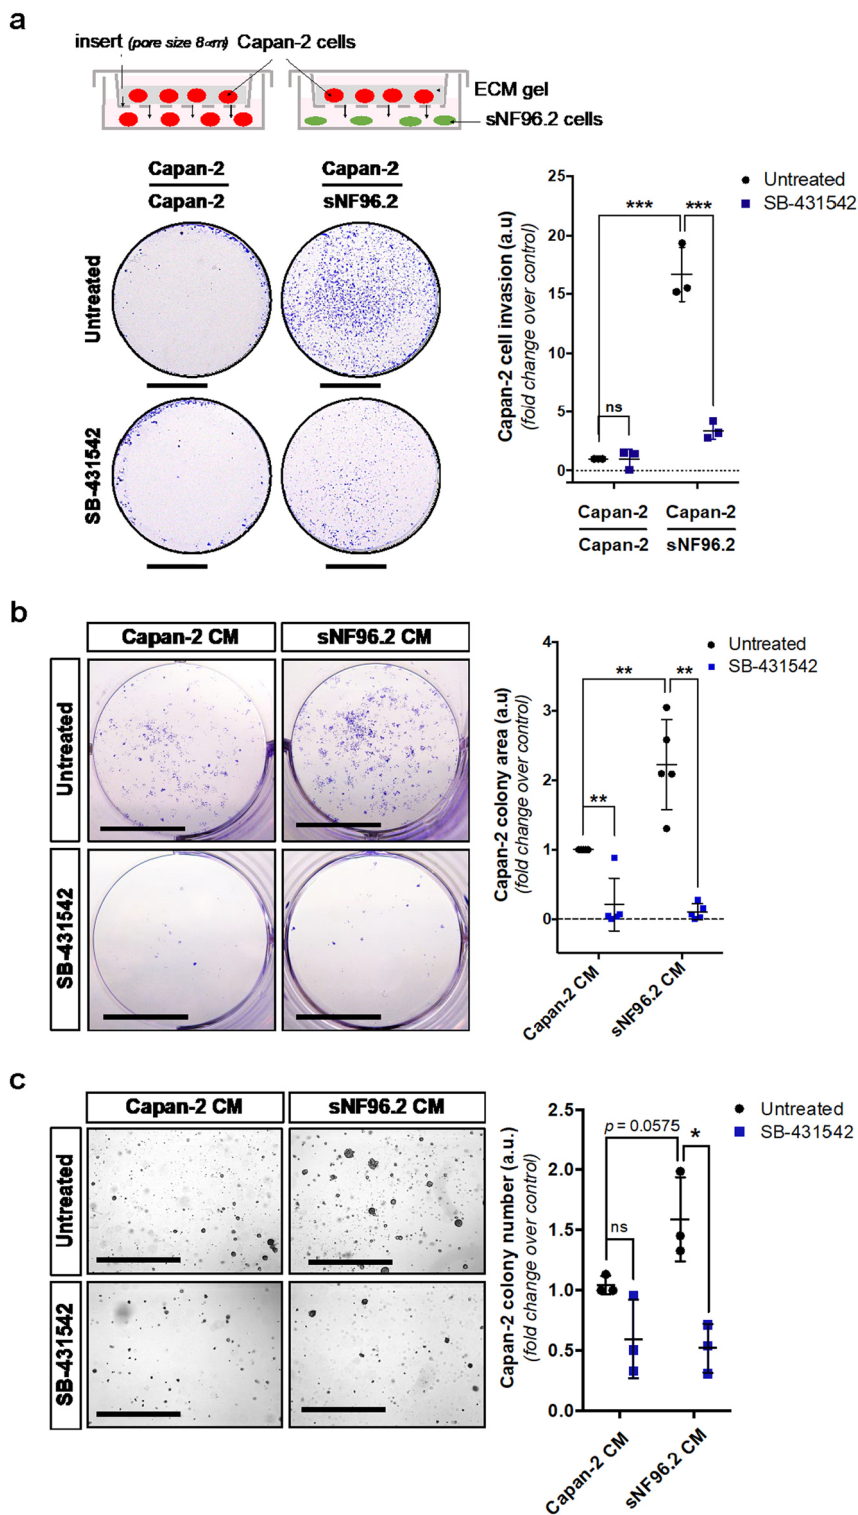 a
insert (pore size 8∝m) Capan-2 cells
ECM gel
sNF96.2 cells
Capan-2
Capan-2
Capan-2
sNF96.2
Untreated
SB-431542
Untreated
SB-431542
Capan-2 cell invasion (a.u)
(fold change over control)
25
20
15
10
5
0
***
***
ns
Capan-2
Capan-2
Capan-2
sNF96.2
b
Capan-2 CM
sNF96.2 CM
Untreated
SB-431542
Untreated
SB-431542
Capan-2 colony area (a.u)
(fold change over control)
4
3
2
1
0
**
**
**
Capan-2 CM
sNF96.2 CM
c
Capan-2 CM
sNF96.2 CM
Untreated
SB-431542
Untreated
SB-431542
Capan-2 colony number (a.u.)
(fold change over control)
2.5
2.0
1.5
1.0
0.5
0.0
p = 0.0575
*
ns
Capan-2 CM
sNF96.2 CM